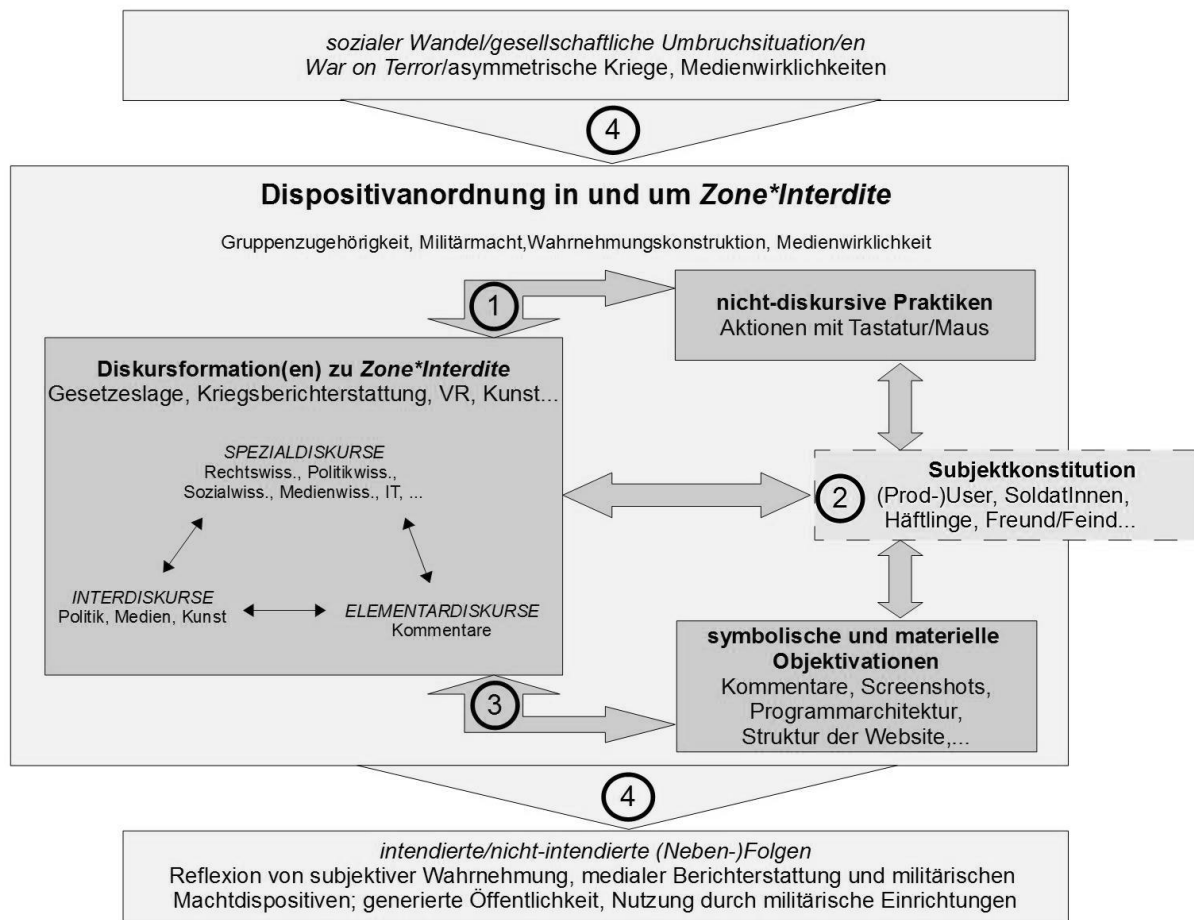 sozialer Wandel/gesellschaftliche Umbruchsituation/en
War on Terror/asymmetrische Kriege, Medienwirklichkeiten
4
Dispositivanordnung in und um Zone*Interdite
Gruppenzugehörigkeit, Militärmacht,Wahrnehmungskonstruktion, Medienwirklichkeit
1
nicht-diskursive Praktiken
Aktionen mit Tastatur/Maus
Diskursformation(en) zu Zone*Interdite
Gesetzeslage, Kriegsberichterstattung, VR, Kunst...
SPEZIALDISKURSE
Rechtswiss., Politikwiss.,
Sozialwiss., Medienwiss., IT, ...
INTERDISKURSE
Politik, Medien, Kunst
ELEMENTARDISKURSE
Kommentare
2
Subjektkonstitution
(Prod-)User, SoldatInnen,
Häftlinge, Freund/Feind...
3
symbolische und materielle
Objektivationen
Kommentare, Screenshots,
Programmarchitektur,
Struktur der Website,...
4
intendierte/nicht-intendierte (Neben-)Folgen
Reflexion von subjektiver Wahrnehmung, medialer Berichterstattung und militärischen
Machtdispositiven; generierte Öffentlichkeit, Nutzung durch militärische Einrichtungen